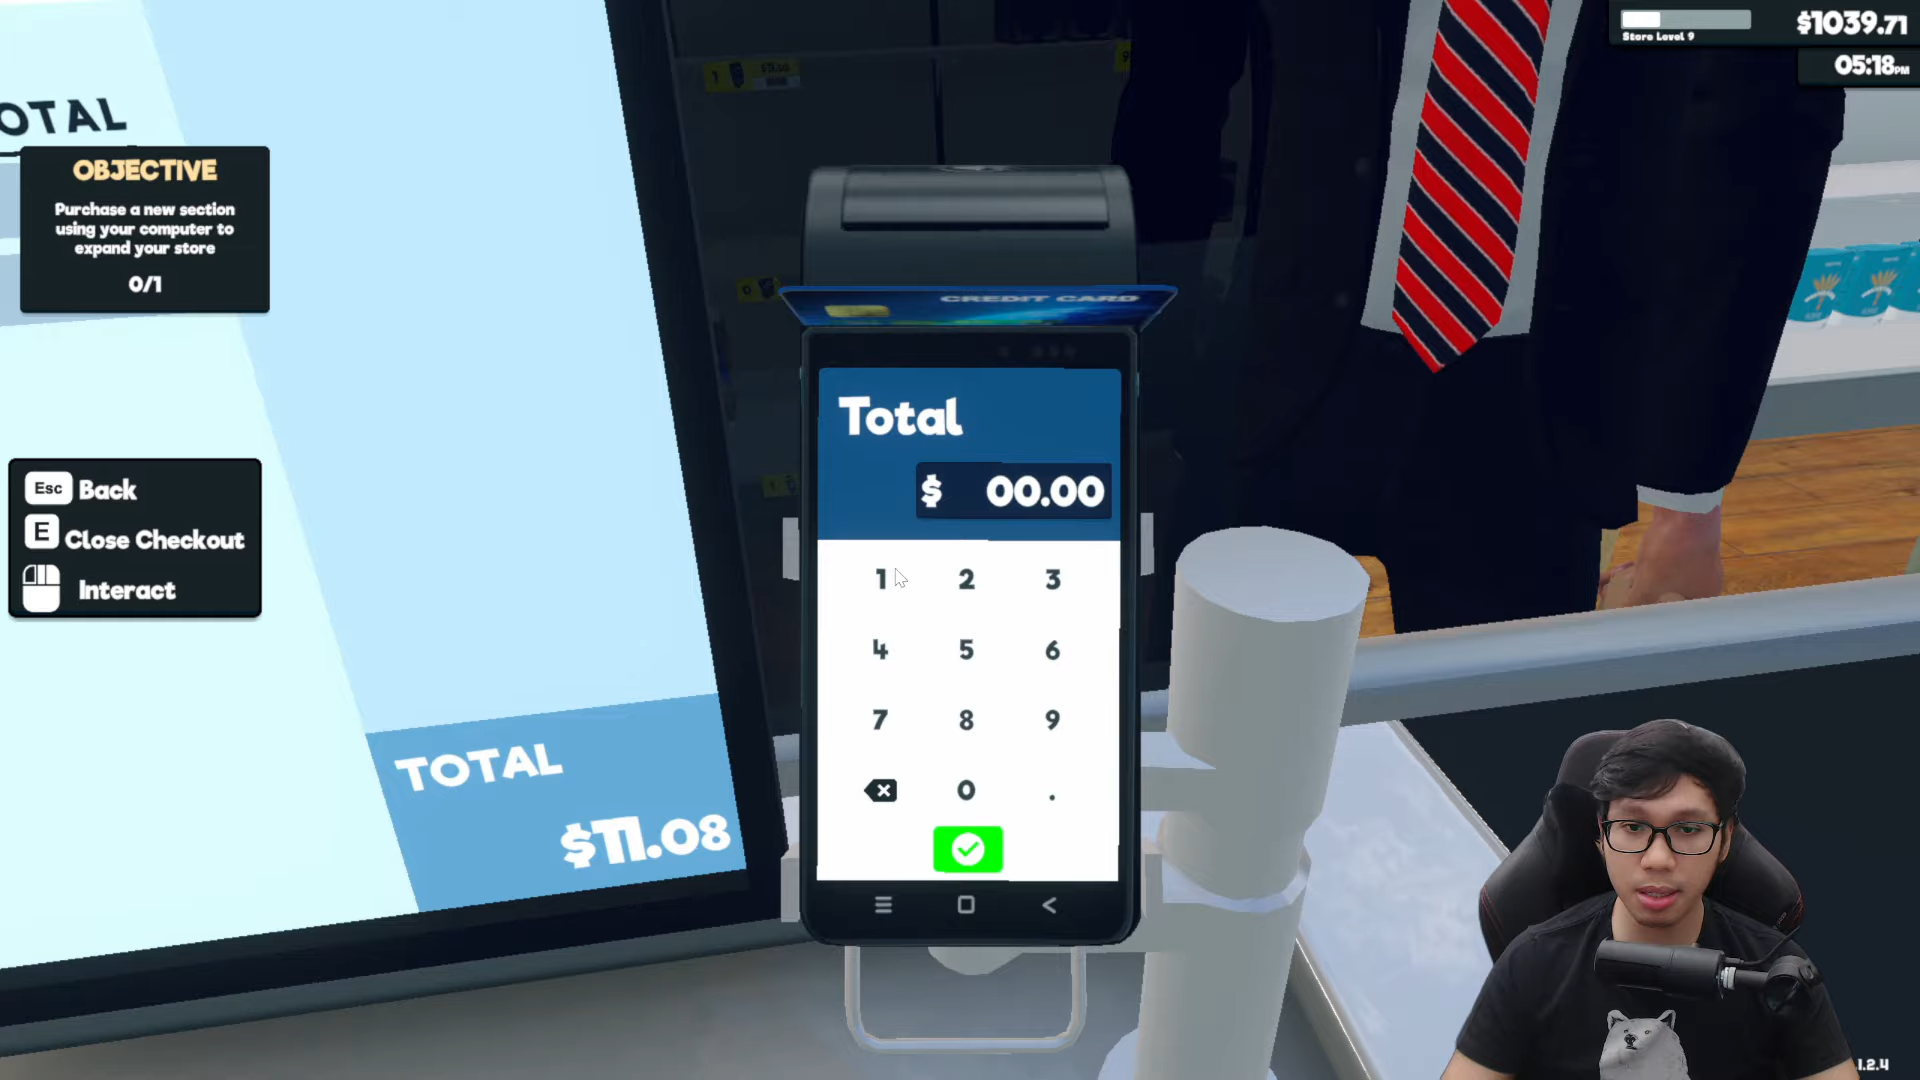 $1039.71
Store Level 9
05:18PM
OTAL
OBJECTIVE
Purchase a new section
using your computer to
expand your store
0/1
CREDIT CARD
Total
$ 00.00
Esc Back
E Close Checkout
Interact
1 2 3
4 5 6
7 8 9
0 .
TOTAL
$11.08
1.2.4